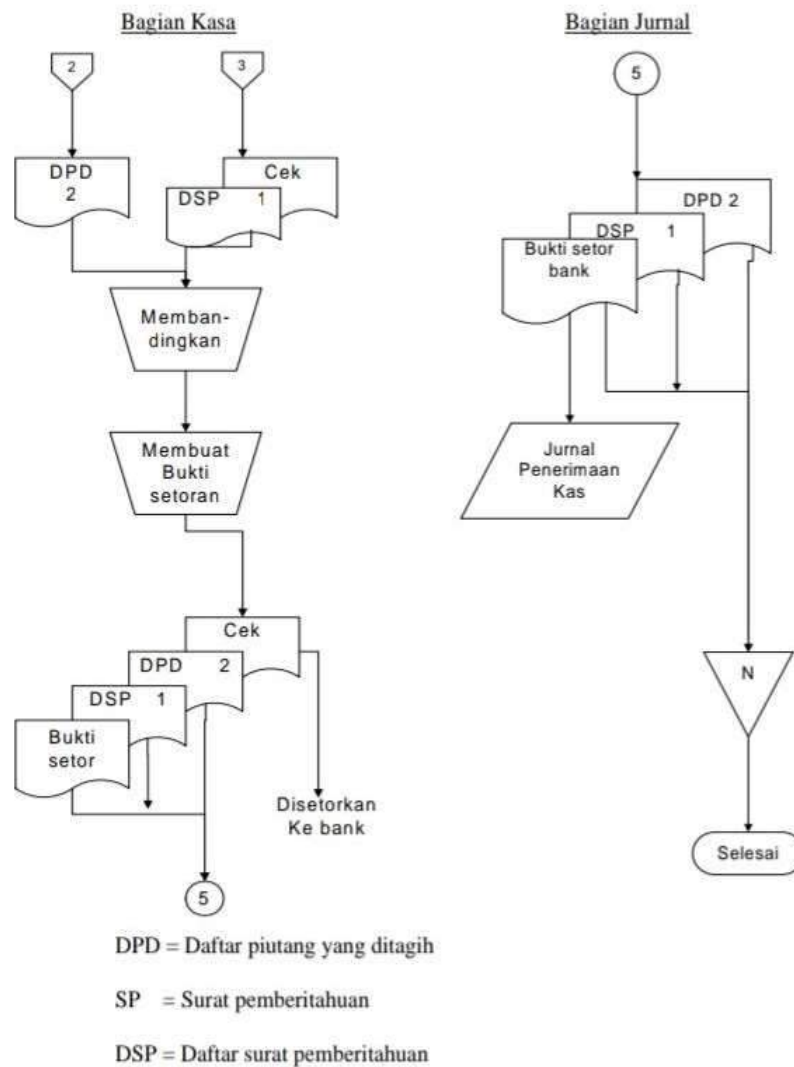 Bagian Kasa
2
3
DPD
2
Cek
DSP 1
Memban-
dingkan
Membuat
Bukti
setoran
Cek
DPD 2
DSP 1
Bukti
setor
Disetorkan
Ke bank
5
Bagian Jurnal
5
DPD 2
DSP 1
Bukti setor
bank
Jurnal
Penerimaan
Kas
N
Selesai
DPD = Daftar piutang yang ditagih
SP = Surat pemberitahuan
DSP = Daftar surat pemberitahuan